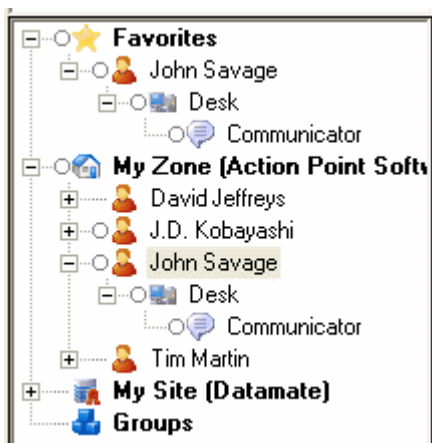 Favorites
John Savage
Desk
Communicator
My Zone (Action Point Softw
David Jeffreys
J.D. Kobayashi
John Savage
Desk
Communicator
Tim Martin
My Site (Datamate)
Groups